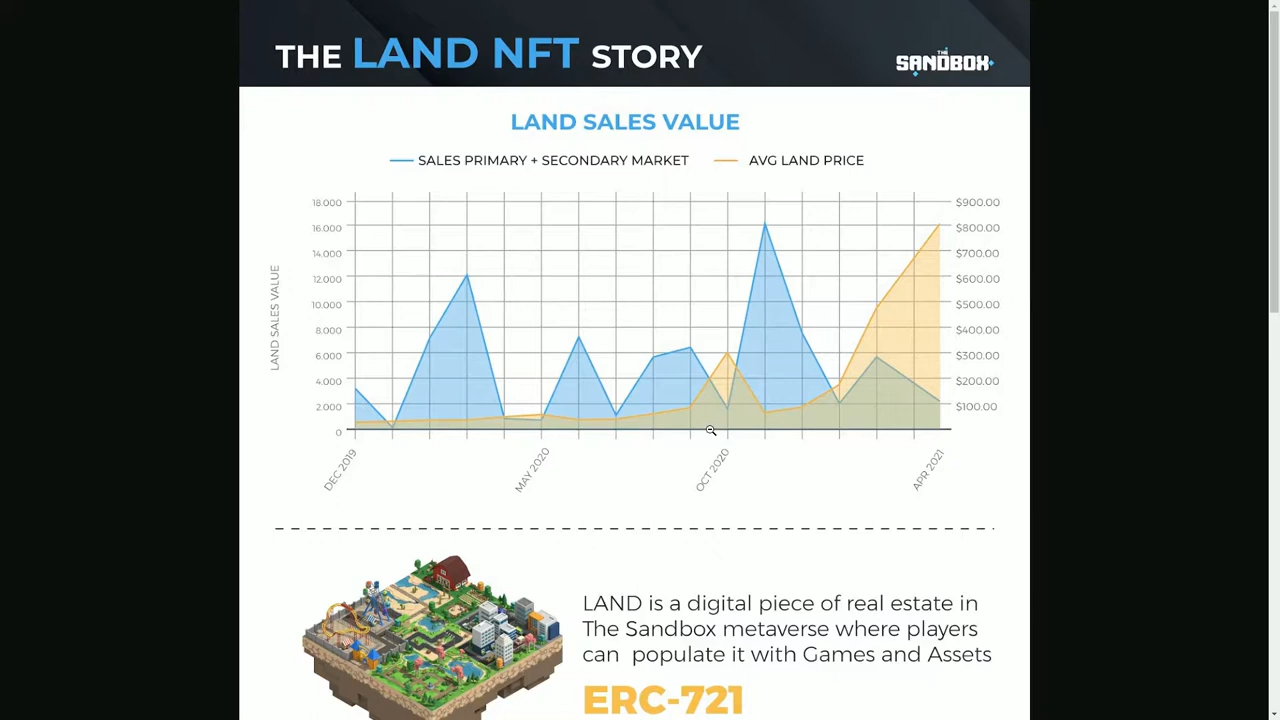 THE LAND NFT STORY
THE
SANDBOX
LAND SALES VALUE
SALES PRIMARY + SECONDARY MARKET
AVG LAND PRICE
LAND SALES VALUE
18.000
16.000
14.000
12.000
10.000
8.000
6.000
4.000
2.000
0
$900.00
$800.00
$700.00
$600.00
$500.00
$400.00
$300.00
$200.00
$100.00
DEC 2019
MAY 2020
OCT 2020
APR 2021
LAND is a digital piece of real estate in
The Sandbox metaverse where players
can populate it with Games and Assets
ERC-721